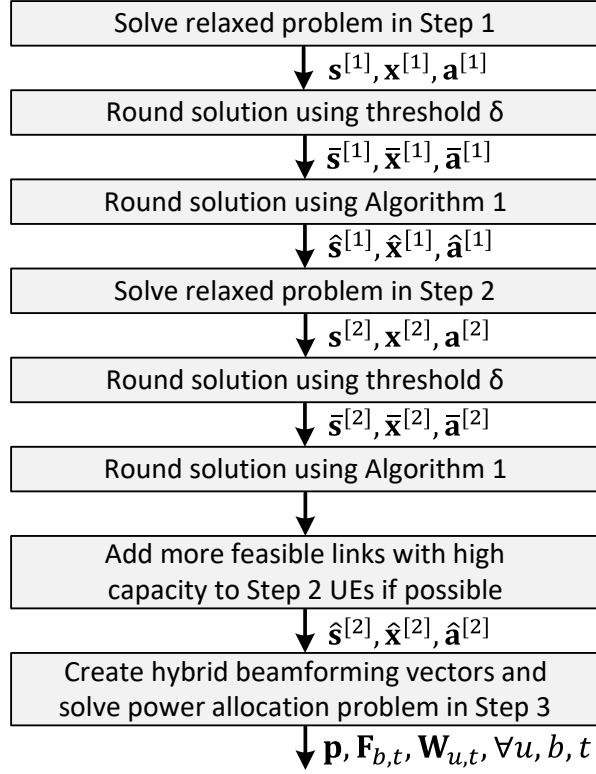 Solve relaxed problem in Step 1
𝐬^[1], 𝐱^[1], 𝐚^[1]
Round solution using threshold δ
𝐬̄^[1], 𝐱̄^[1], 𝐚̄^[1]
Round solution using Algorithm 1
𝐬̂^[1], 𝐱̂^[1], 𝐚̂^[1]
Solve relaxed problem in Step 2
𝐬^[2], 𝐱^[2], 𝐚^[2]
Round solution using threshold δ
𝐬̄^[2], 𝐱̄^[2], 𝐚̄^[2]
Round solution using Algorithm 1
Add more feasible links with high
capacity to Step 2 UEs if possible
𝐬̂^[2], 𝐱̂^[2], 𝐚̂^[2]
Create hybrid beamforming vectors and
solve power allocation problem in Step 3
𝐩, 𝐅_{b,t}, 𝐖_{u,t}, ∀u, b, t